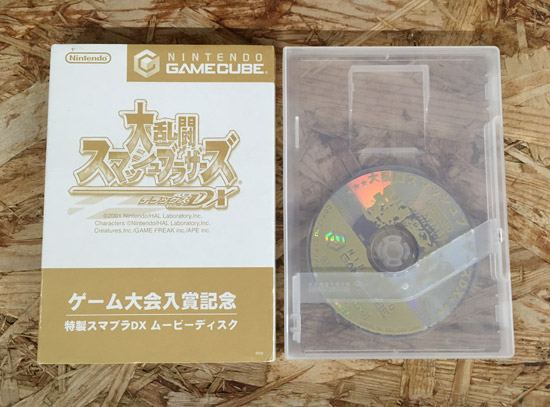 Nintendo
NINTENDO
GAMECUBE
大乱闘
スマッシュブラザーズ
DX
©2001 Nintendo/HAL Laboratory,Inc.
Characters:©Nintendo/HAL Laboratory,Inc./
Creatures,Inc./GAME FREAK inc./APE inc.
ゲーム大会入賞記念
特製スマブラDX ムービーディスク
大乱闘